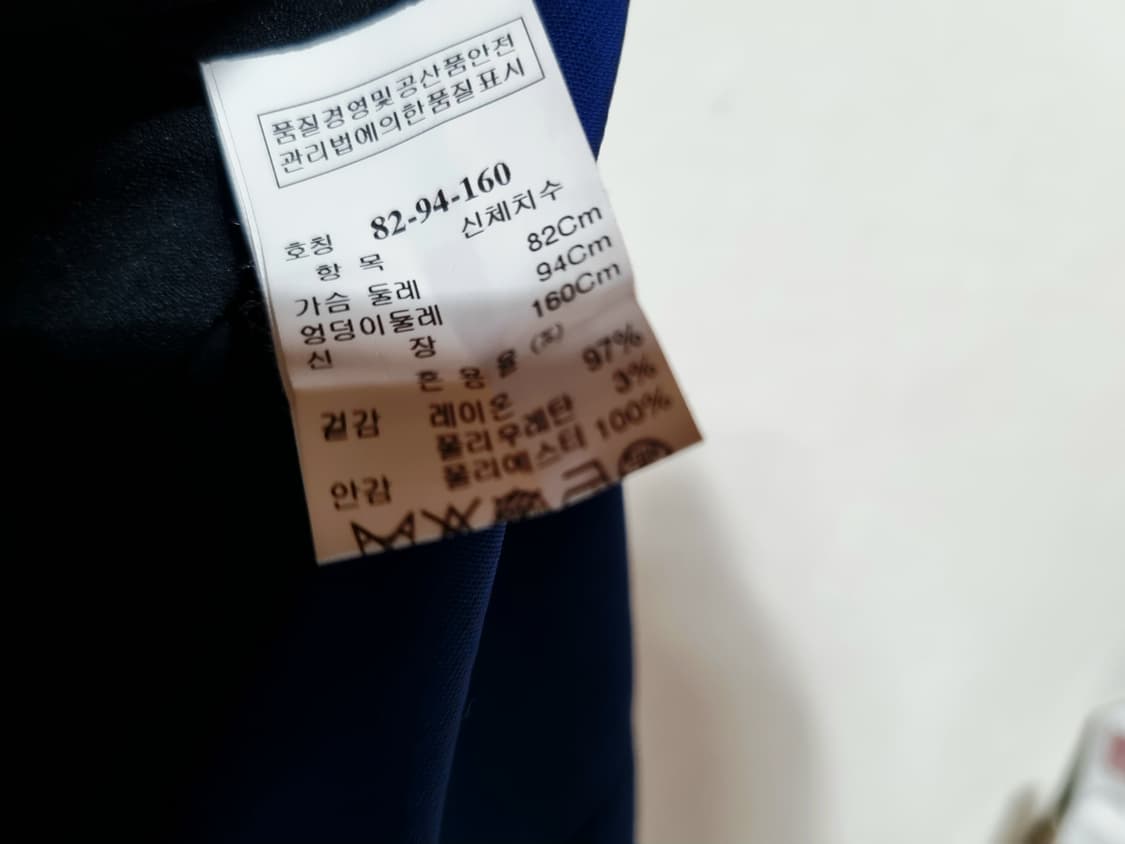 품질경영및공산품안전
관리법에의한품질표시
호칭 82-94-160
항 목 신체치수
가슴 둘레 82Cm
엉덩이둘레 94Cm
신 장 160Cm
혼 용 율 (%)
겉감 레이온 97%
폴리우레탄 3%
안감 폴리에스터 100%